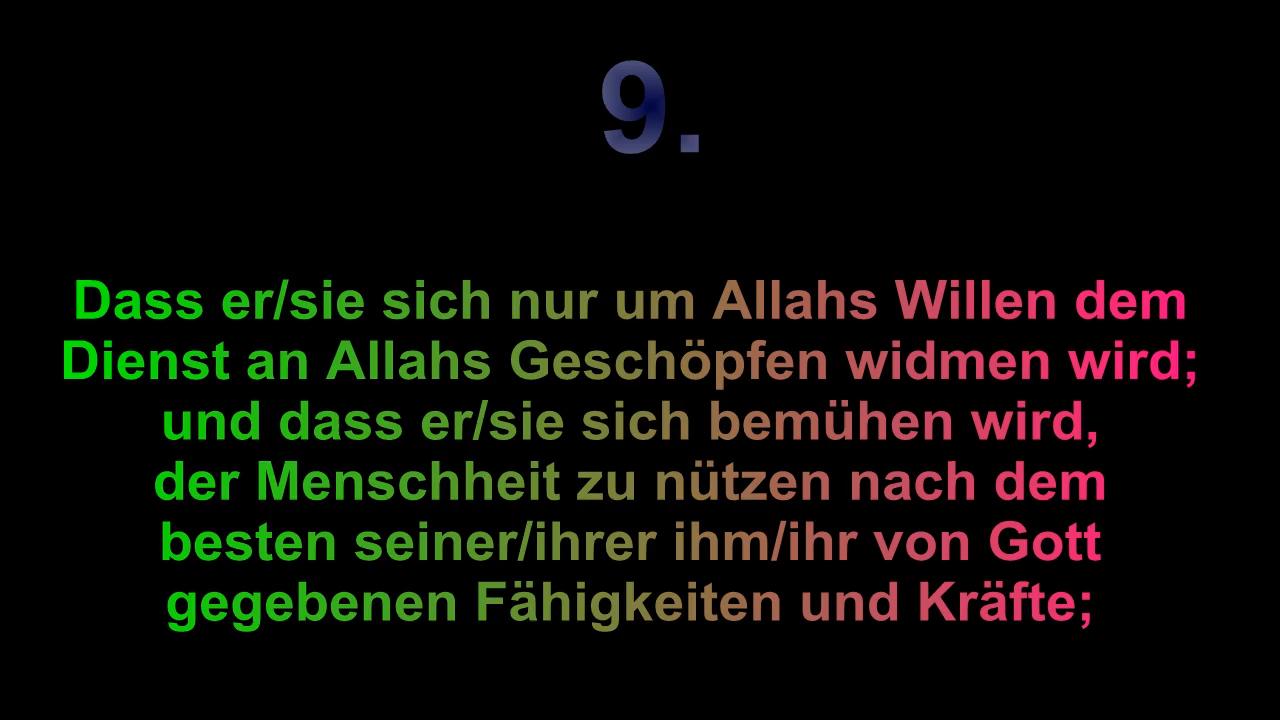 9.
Dass er/sie sich nur um Allahs Willen dem
Dienst an Allahs Geschöpfen widmen wird;
und dass er/sie sich bemühen wird,
der Menschheit zu nützen nach dem
besten seiner/ihrer ihm/ihr von Gott
gegebenen Fähigkeiten und Kräfte;